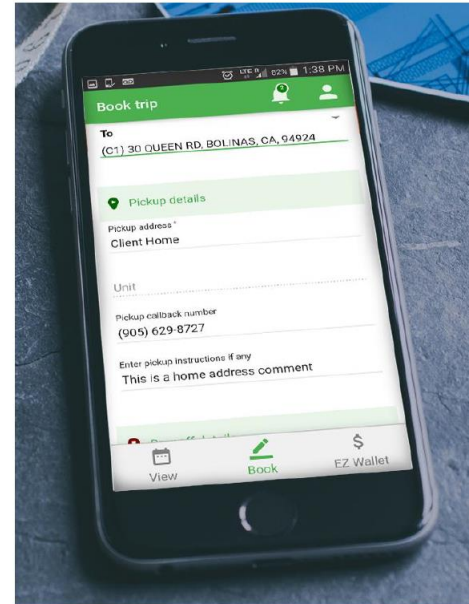 LTE 82% 1:38 PM
Book trip
To
(C1) 30 QUEEN RD, BOLINAS, CA, 94924
Pickup details
Pickup address *
Client Home
Unit
Pickup callback number
(905) 629-8727
Enter pickup instructions if any
This is a home address comment
View
Book
$
EZ Wallet